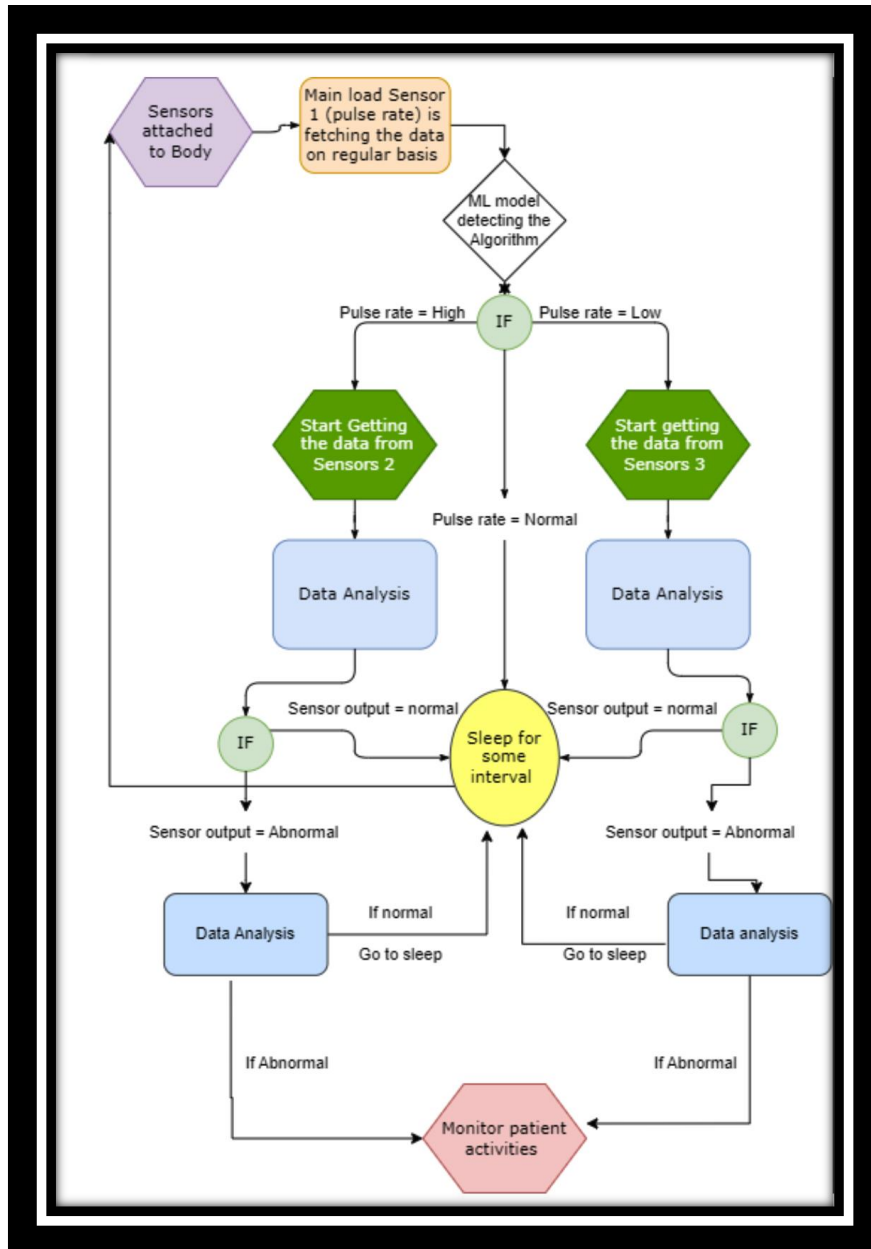 Sensors
attached
to Body
Main load Sensor
1 (pulse rate) is
fetching the data
on regular basis
ML model
detecting the
Algorithm
Pulse rate = High
IF
Pulse rate = Low
Start Getting
the data from
Sensors 2
Start getting
the data from
Sensors 3
Pulse rate = Normal
Data Analysis
Data Analysis
Sensor output = normal
Sensor output = normal
IF
Sleep for
some
interval
IF
Sensor output = Abnormal
Sensor output = Abnormal
Data Analysis
If normal
Go to sleep
If normal
Go to sleep
Data analysis
If Abnormal
If Abnormal
Monitor patient
activities